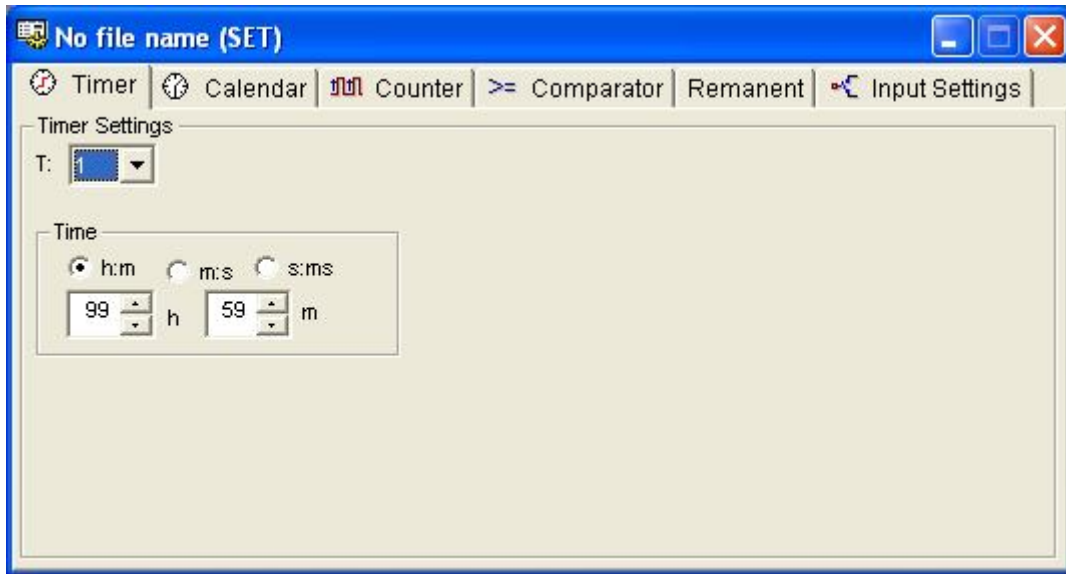 No file name (SET)
Timer Calendar Counter >= Comparator Remanent Input Settings
Timer Settings
T: 1
Time
h:m m:s s:ms
99 h 59 m